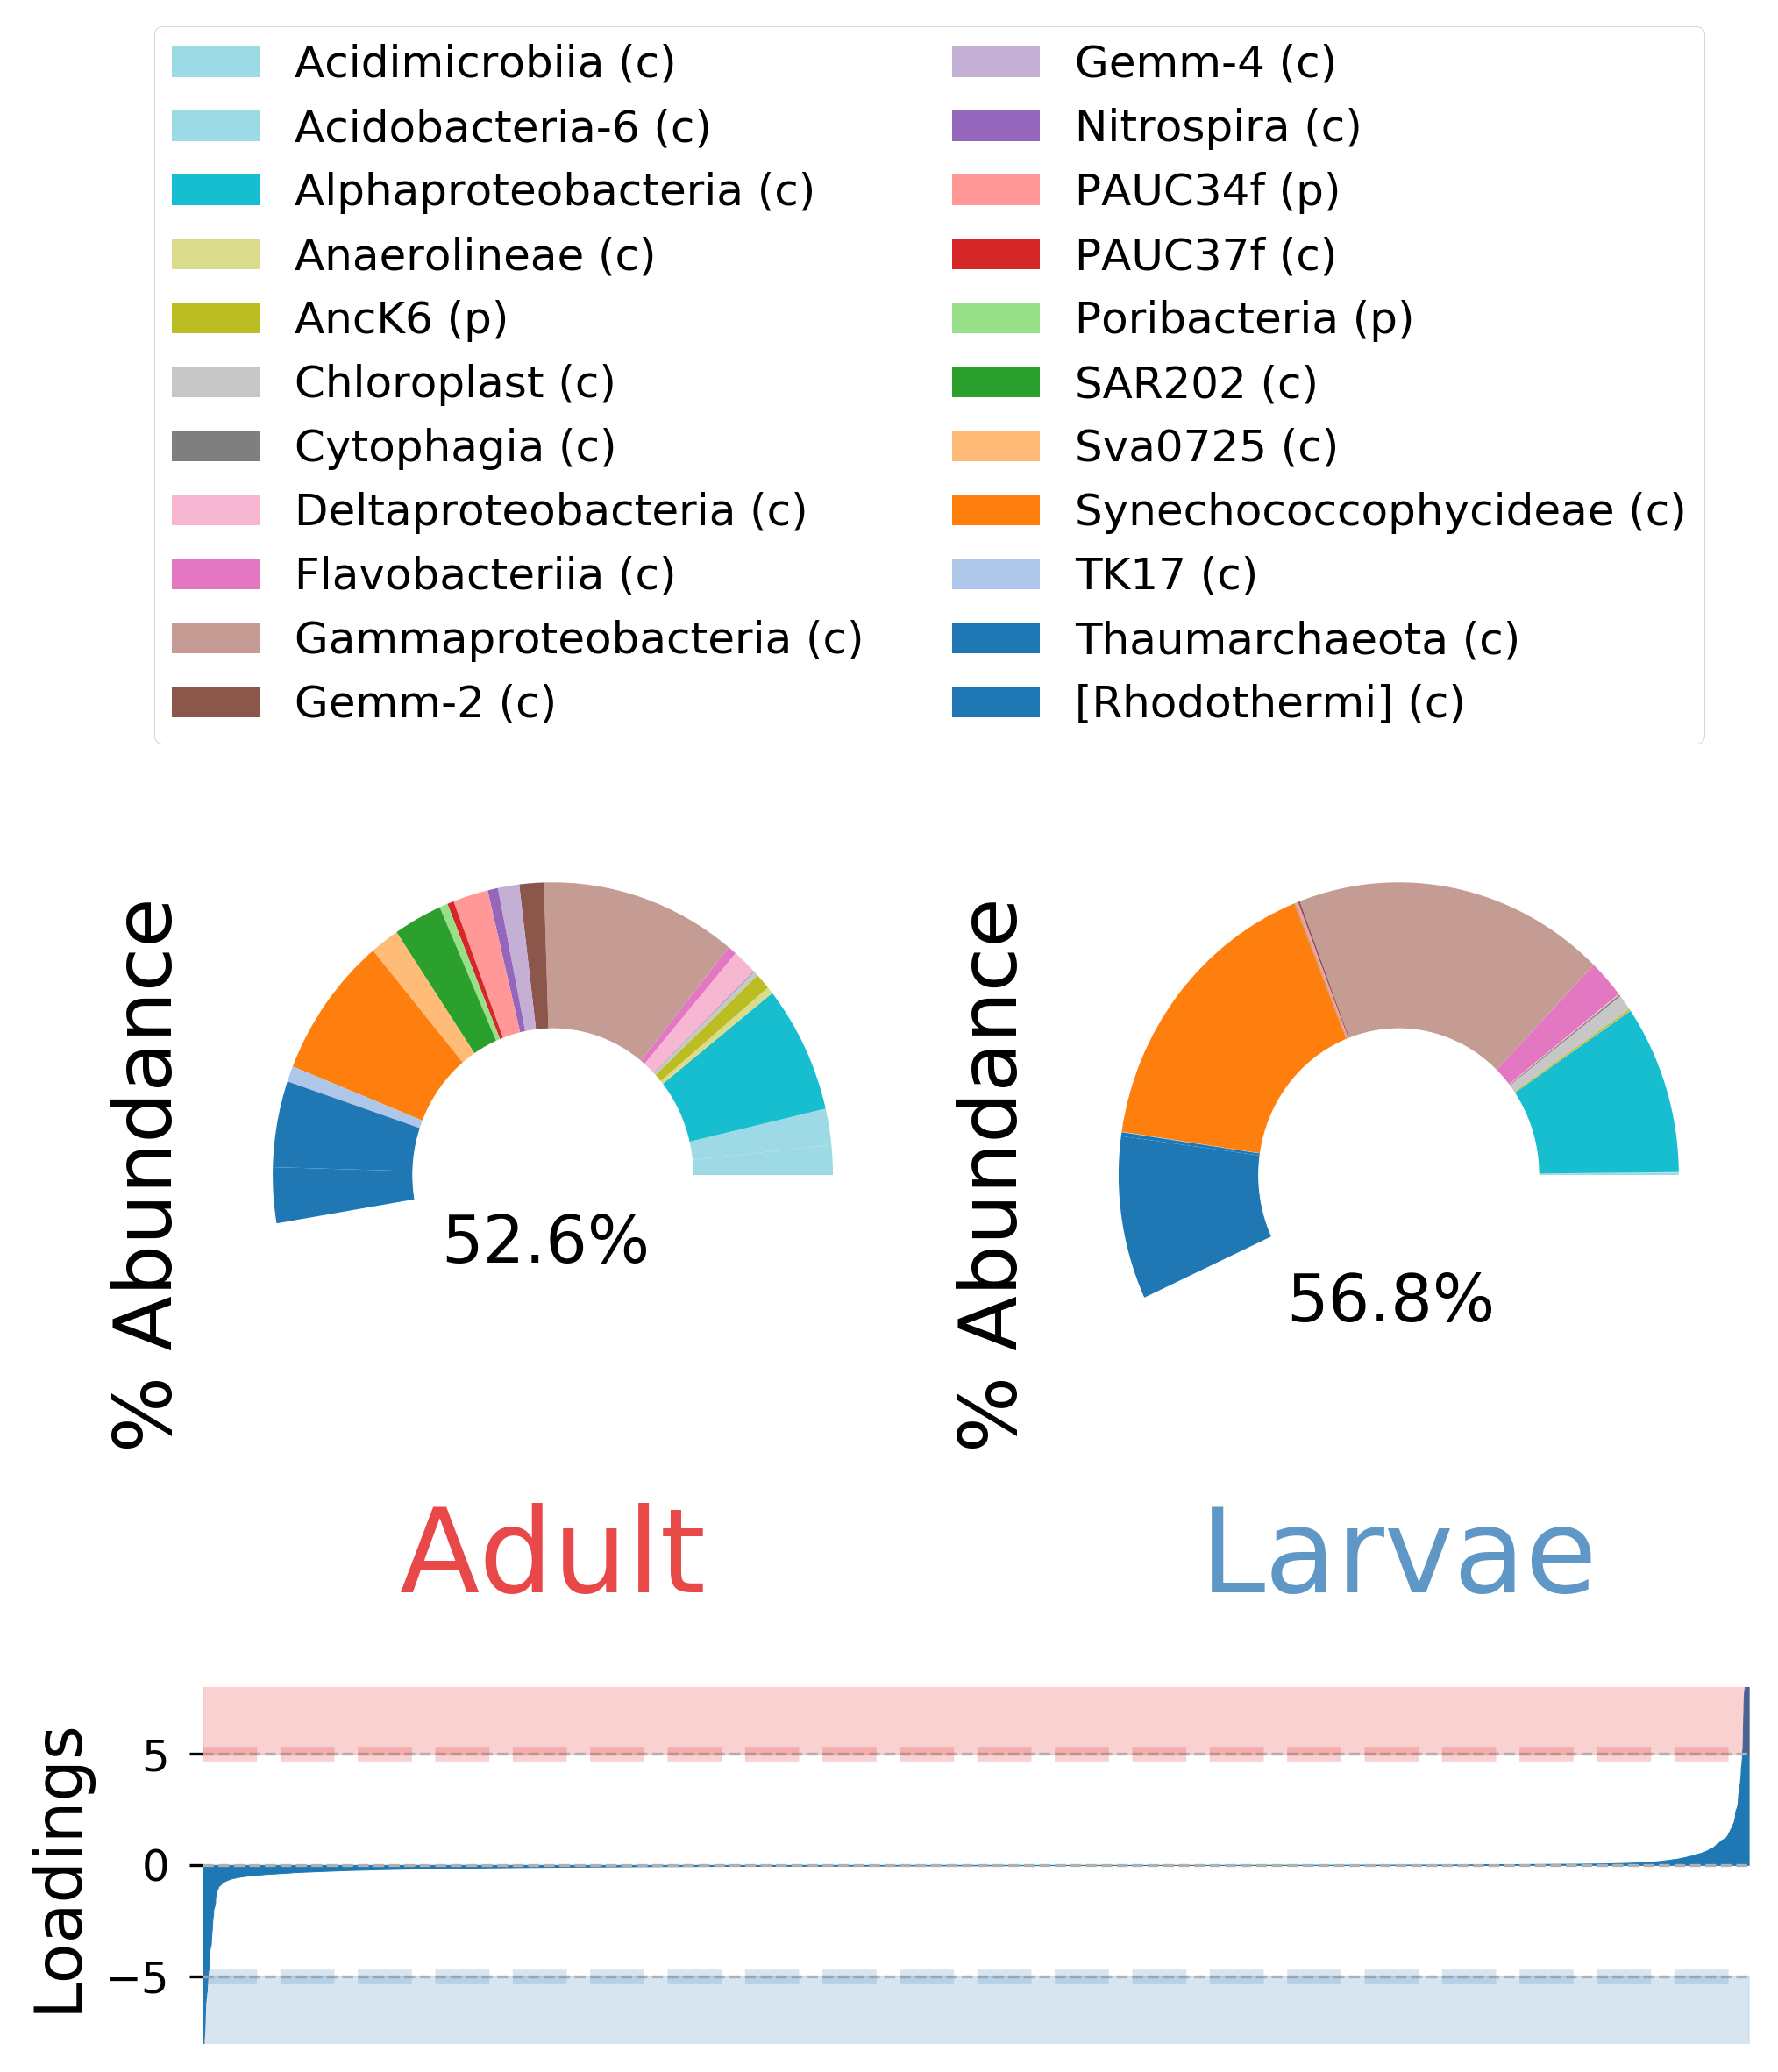 Acidimicrobiia (c)
Acidobacteria-6 (c)
Alphaproteobacteria (c)
Anaerolineae (c)
AncK6 (p)
Chloroplast (c)
Cytophagia (c)
Deltaproteobacteria (c)
Flavobacteriia (c)
Gammaproteobacteria (c)
Gemm-2 (c)
Gemm-4 (c)
Nitrospira (c)
PAUC34f (p)
PAUC37f (c)
Poribacteria (p)
SAR202 (c)
Sva0725 (c)
Synechococcophycideae (c)
TK17 (c)
Thaumarchaeota (c)
[Rhodothermi] (c)
% Abundance
52.6%
Adult
% Abundance
56.8%
Larvae
Loadings
5
0
−5